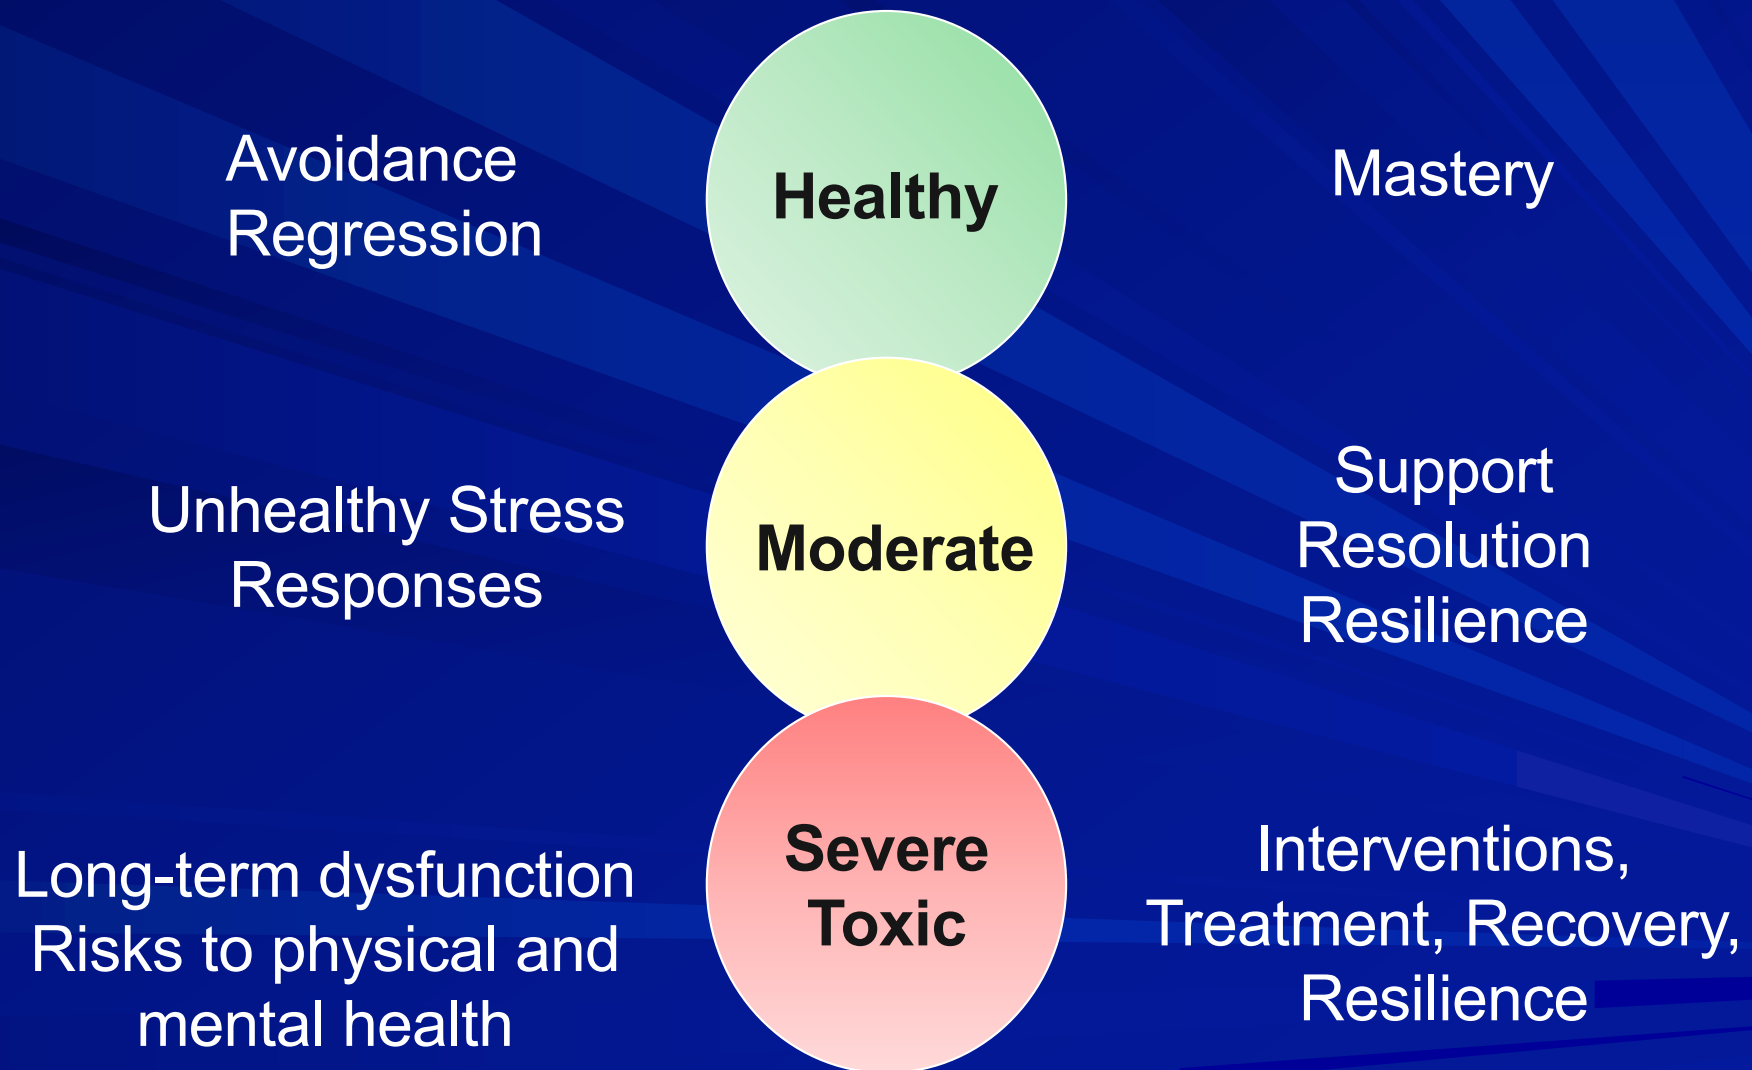 Avoidance
Regression
Healthy
Mastery
Unhealthy Stress
Responses
Moderate
Support
Resolution
Resilience
Long-term dysfunction
Risks to physical and
mental health
Severe
Toxic
Interventions,
Treatment, Recovery,
Resilience